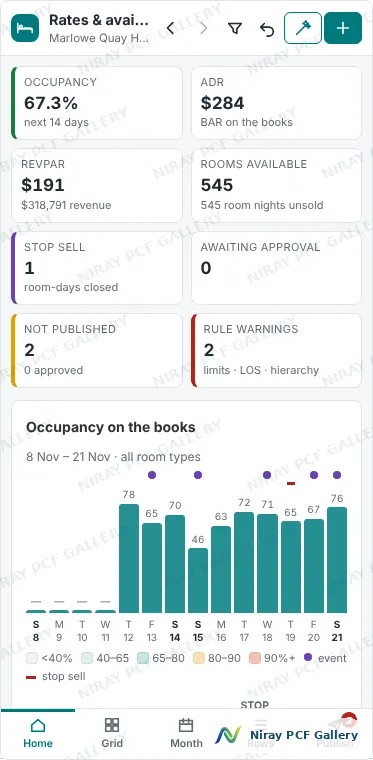 Rates & avai...
Marlowe Quay H...
OCCUPANCY
67.3%
next 14 days
ADR
$284
BAR on the books
REVPAR
$191
$318,791 revenue
ROOMS AVAILABLE
545
545 room nights unsold
STOP SELL
1
room-days closed
AWAITING APPROVAL
0
NOT PUBLISHED
2
0 approved
RULE WARNINGS
2
limits · LOS · hierarchy
Occupancy on the books
8 Nov – 21 Nov · all room types
— — — — 78 65 70 46 63 72 71 65 67 76
S M T W T F S S M T W T F S
8 9 10 11 12 13 14 15 16 17 18 19 20 21
<40% 40–65 65–80 80–90 90%+ event
stop sell
STOP
Home Grid Month Rows Publish
Niray PCF Gallery
NIRAY PCF GALLERY